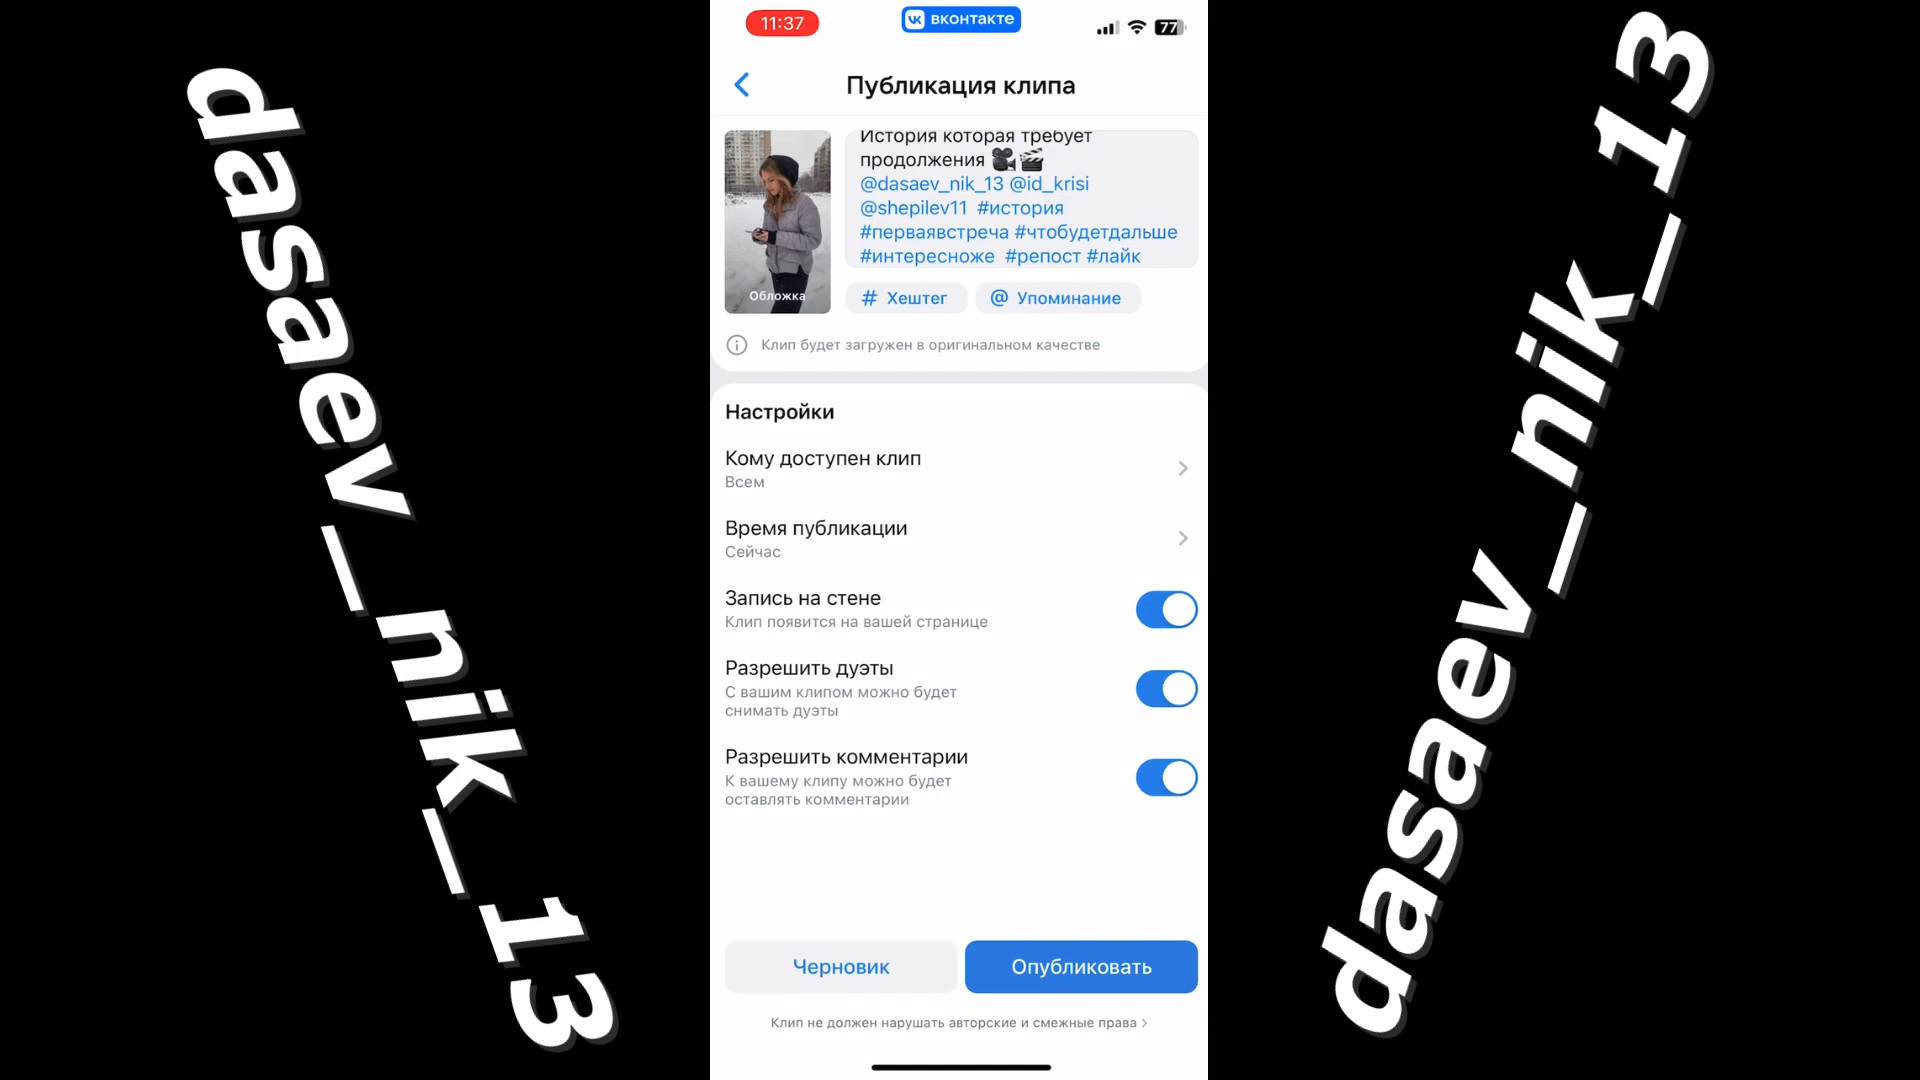 dasaev_nik_13
11:37
вконтакте
77
Публикация клипа
История которая требует
продолжения 🎥🎬
@dasaev_nik_13 @id_krisi
@shepilev11 #история
#перваявстреча #чтобудетдальше
#интересноже #репост #лайк
Обложка
# Хештег
@ Упоминание
Клип будет загружен в оригинальном качестве
Настройки
Кому доступен клип
Всем
Время публикации
Сейчас
Запись на стене
Клип появится на вашей странице
Разрешить дуэты
С вашим клипом можно будет
снимать дуэты
Разрешить комментарии
К вашему клипу можно будет
оставлять комментарии
Черновик
Опубликовать
Клип не должен нарушать авторские и смежные права
dasaev_nik_13